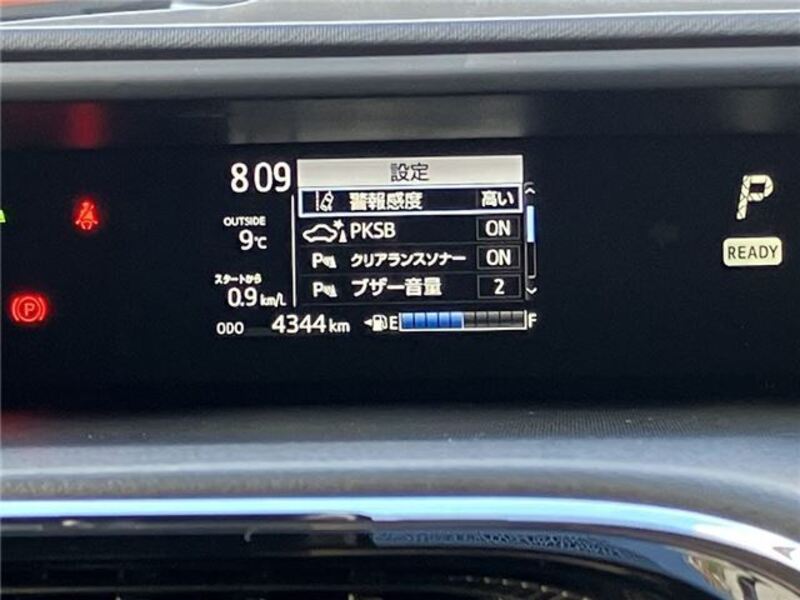 8 09
設定
警報感度 高い
OUTSIDE
9℃
PKSB ON
クリアランスソナー ON
スタートから
0.9 km/L
ブザー音量 2
ODO 4344 km
E F
P
READY
P
P
P